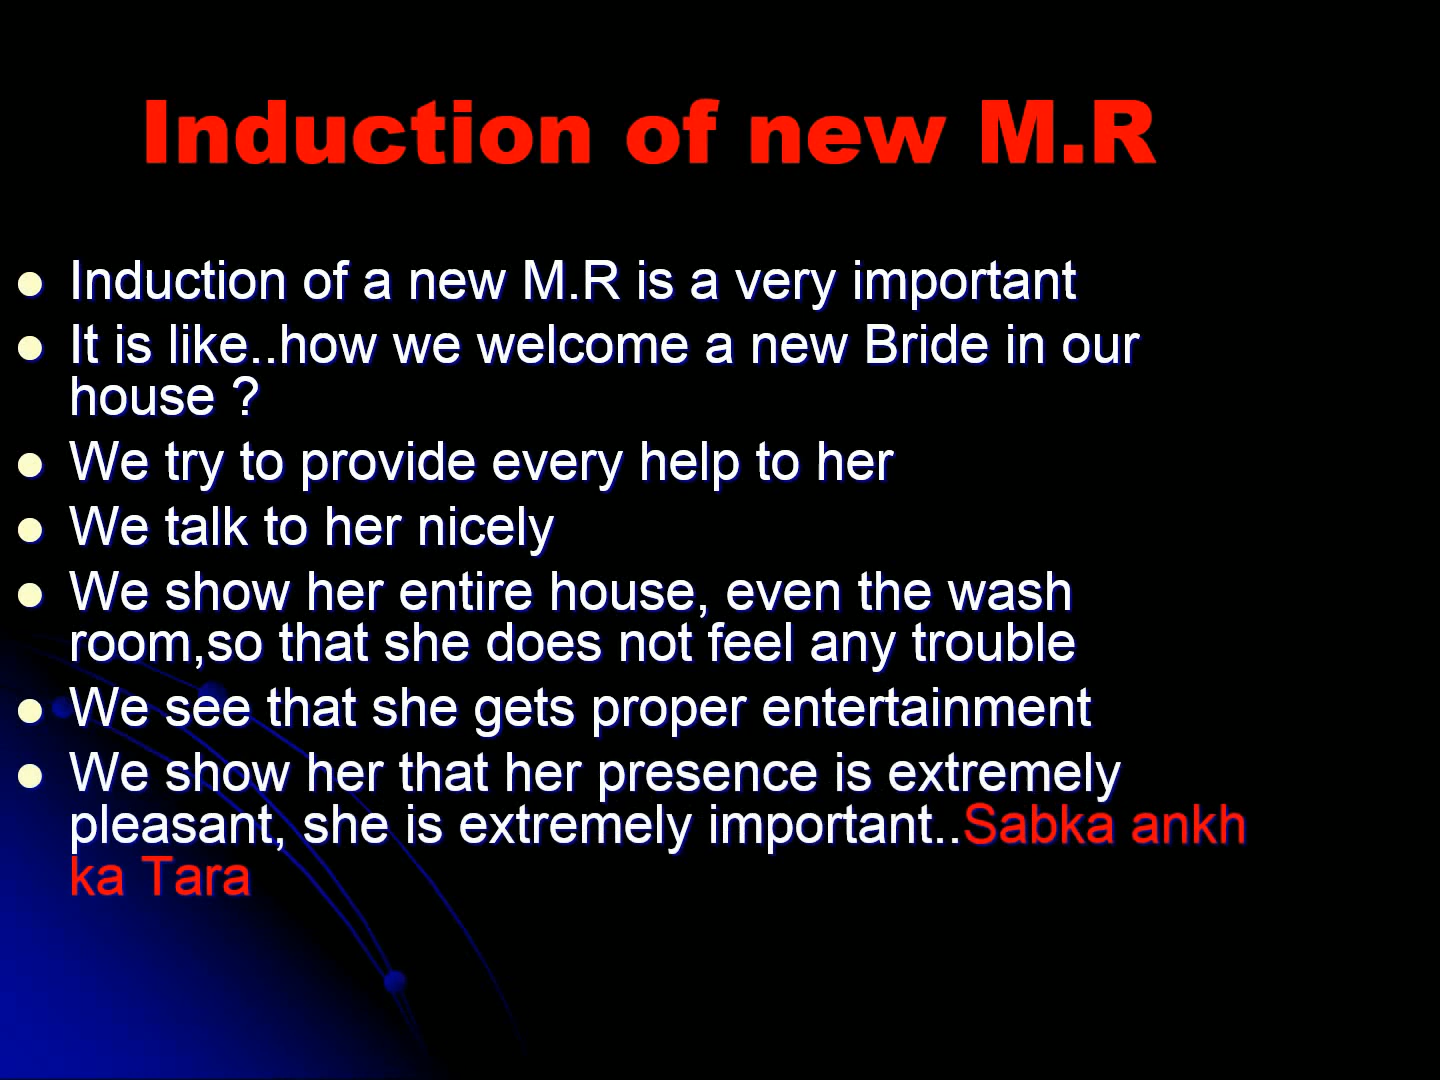 Induction of new M.R
Induction of a new M.R is a very important
It is like..how we welcome a new Bride in our
house ?
We try to provide every help to her
We talk to her nicely
We show her entire house, even the wash
room,so that she does not feel any trouble
We see that she gets proper entertainment
We show her that her presence is extremely
pleasant, she is extremely important..Sabka ankh
ka Tara